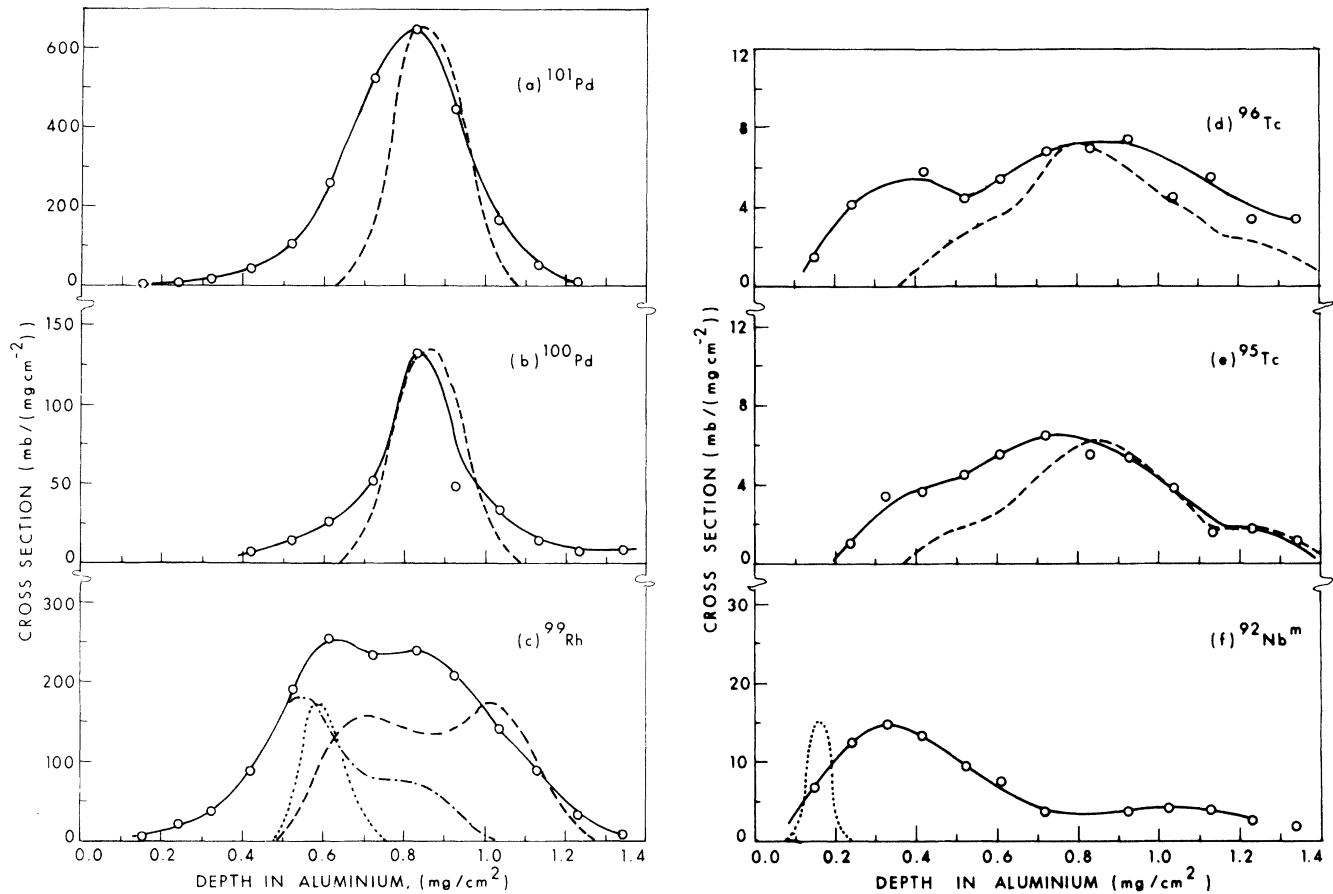 600
400
200
0
(a) 101Pd
150
100
50
0
(b) 100Pd
300
200
100
0
(c) 99Rh
0.0 0.2 0.4 0.6 0.8 1.0 1.2 1.4
DEPTH IN ALUMINIUM, (mg/cm2)
CROSS SECTION (mb/(mg cm-2))
12
8
4
0
(d) 96Tc
12
8
4
0
(e) 95Tc
30
20
10
0
(f) 92Nbm
0.0 0.2 0.4 0.6 0.8 1.0 1.2 1.4
DEPTH IN ALUMINIUM (mg/cm2)
CROSS SECTION (mb/(mg cm-2))